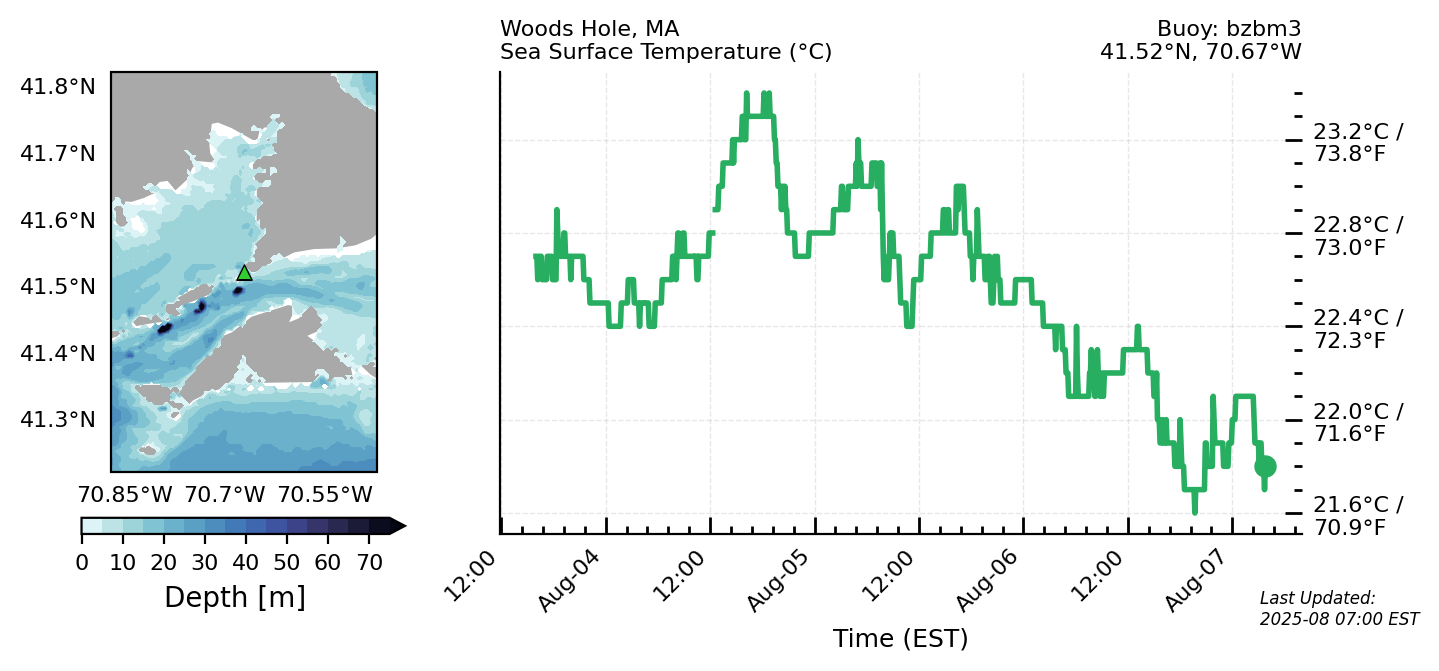 Woods Hole, MA
Sea Surface Temperature (°C)
Buoy: bzbm3
41.52°N, 70.67°W
41.8°N
41.7°N
41.6°N
41.5°N
41.4°N
41.3°N
70.85°W 70.7°W 70.55°W
0 10 20 30 40 50 60 70
Depth [m]
23.2°C /
73.8°F
22.8°C /
73.0°F
22.4°C /
72.3°F
22.0°C /
71.6°F
21.6°C /
70.9°F
12:00 Aug-04 12:00 Aug-05 12:00 Aug-06 12:00 Aug-07
Time (EST)
Last Updated:
2025-08 07:00 EST